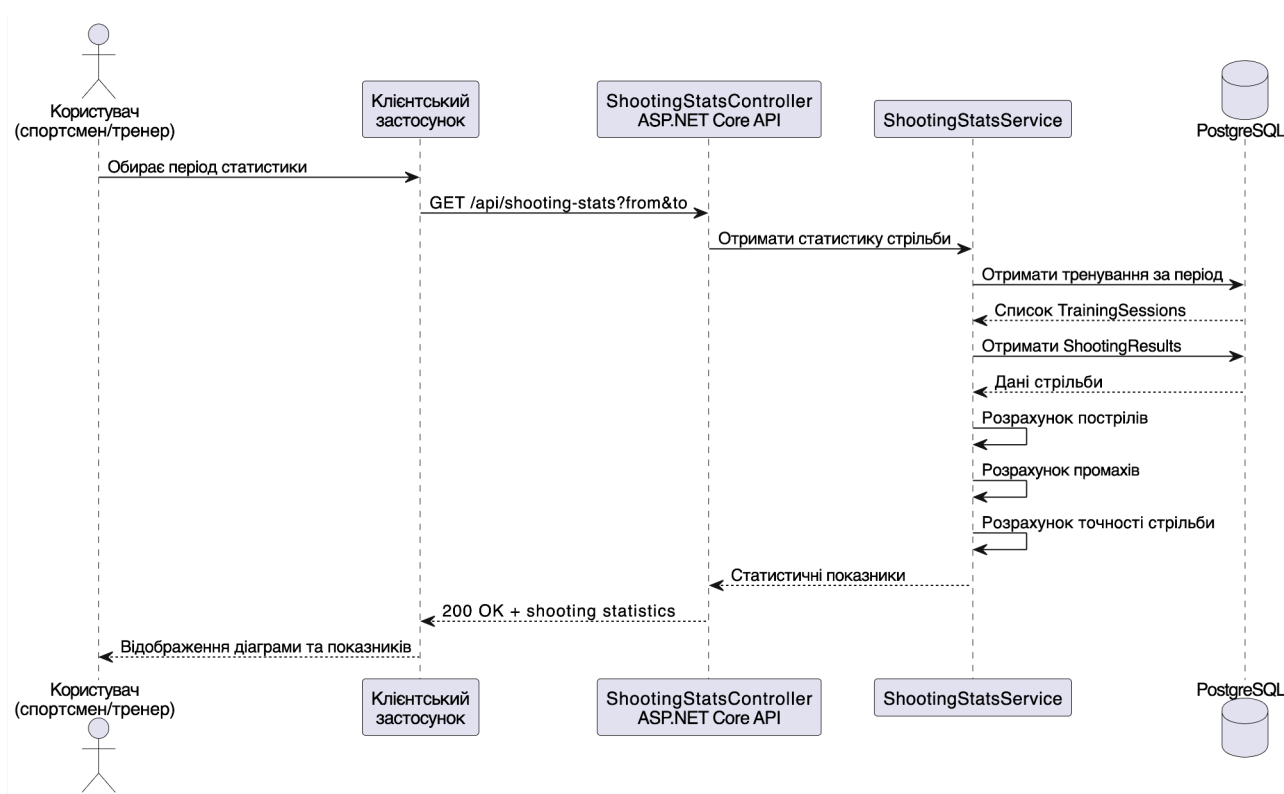 Користувач
(спортсмен/тренер)
Клієнтський
застосунок
ShootingStatsController
ASP.NET Core API
ShootingStatsService
PostgreSQL
Обирає період статистики
GET /api/shooting-stats?from&to
Отримати статистику стрільби
Отримати тренування за період
Список TrainingSessions
Отримати ShootingResults
Дані стрільби
Розрахунок пострілів
Розрахунок промахів
Розрахунок точності стрільби
Статистичні показники
200 OK + shooting statistics
Відображення діаграми та показників
Користувач
(спортсмен/тренер)
Клієнтський
застосунок
ShootingStatsController
ASP.NET Core API
ShootingStatsService
PostgreSQL